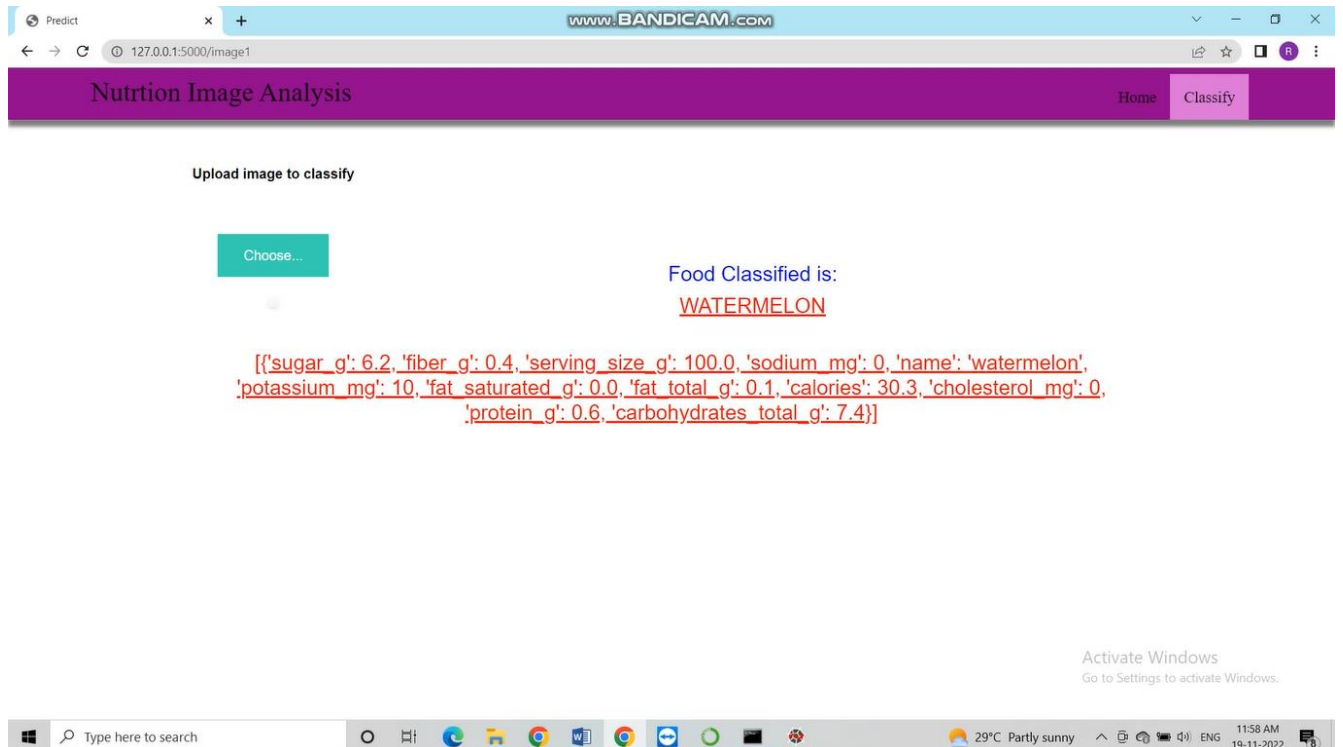 Predict
www.BANDICAM.com
127.0.0.1:5000/image1
R
Nutrtion Image Analysis
Home
Classify
Upload image to classify
Choose...
Food Classified is:
WATERMELON
[{'sugar_g': 6.2, 'fiber_g': 0.4, 'serving_size_g': 100.0, 'sodium_mg': 0, 'name': 'watermelon',
'potassium_mg': 10, 'fat_saturated_g': 0.0, 'fat_total_g': 0.1, 'calories': 30.3, 'cholesterol_mg': 0,
'protein_g': 0.6, 'carbohydrates_total_g': 7.4}]
Activate Windows
Go to Settings to activate Windows.
Type here to search
29°C Partly sunny
ENG
11:58 AM
19-11-2022
8